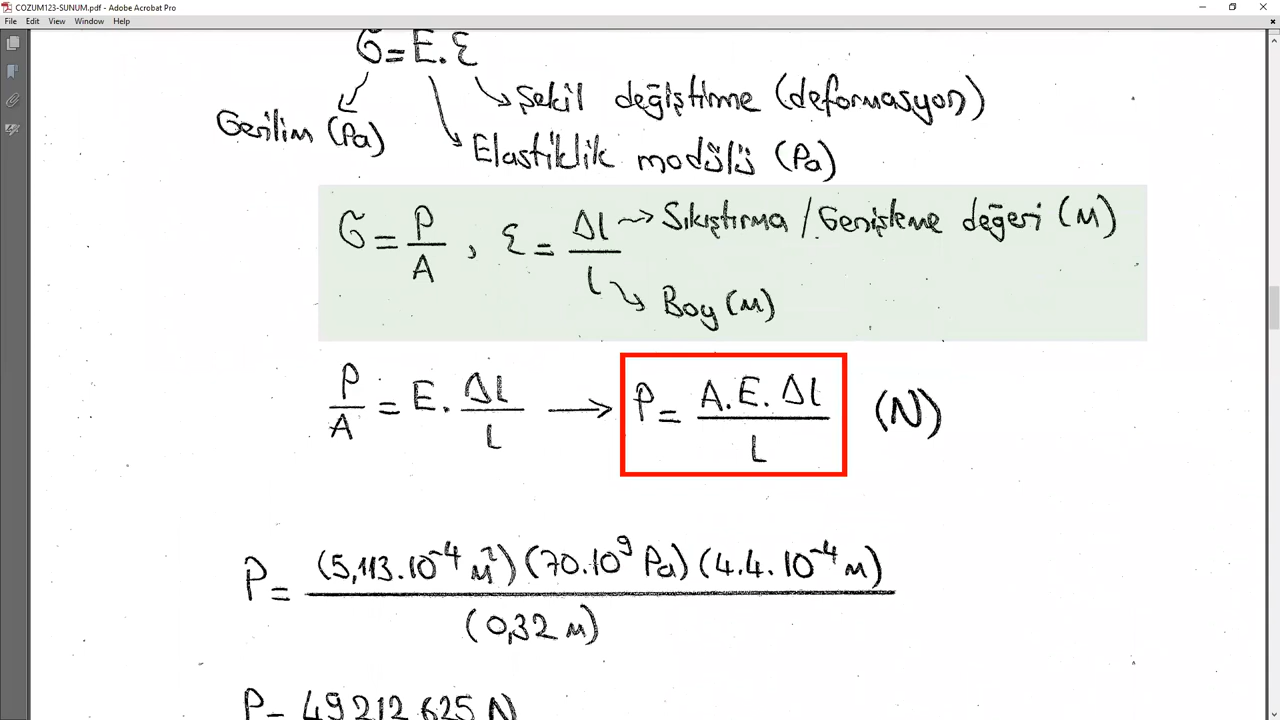 COZUM123-SUNUM.pdf - Adobe Acrobat Pro
File Edit View Window Help
σ = E . ε
Şekil değiştirme (deformasyon)
Gerilim (Pa)
Elastiklik modülü (Pa)
σ = P/A , ε = Δl/l → Sıkıştırma / Genişleme değeri (m)
Boy (m)
P/A = E . Δl/L → P = A . E . Δl / L (N)
P = (5,113.10⁻⁴ m²) (70.10⁹ Pa) (4.4.10⁻⁴ m) / (0,32 m)
P = 49212,625 N